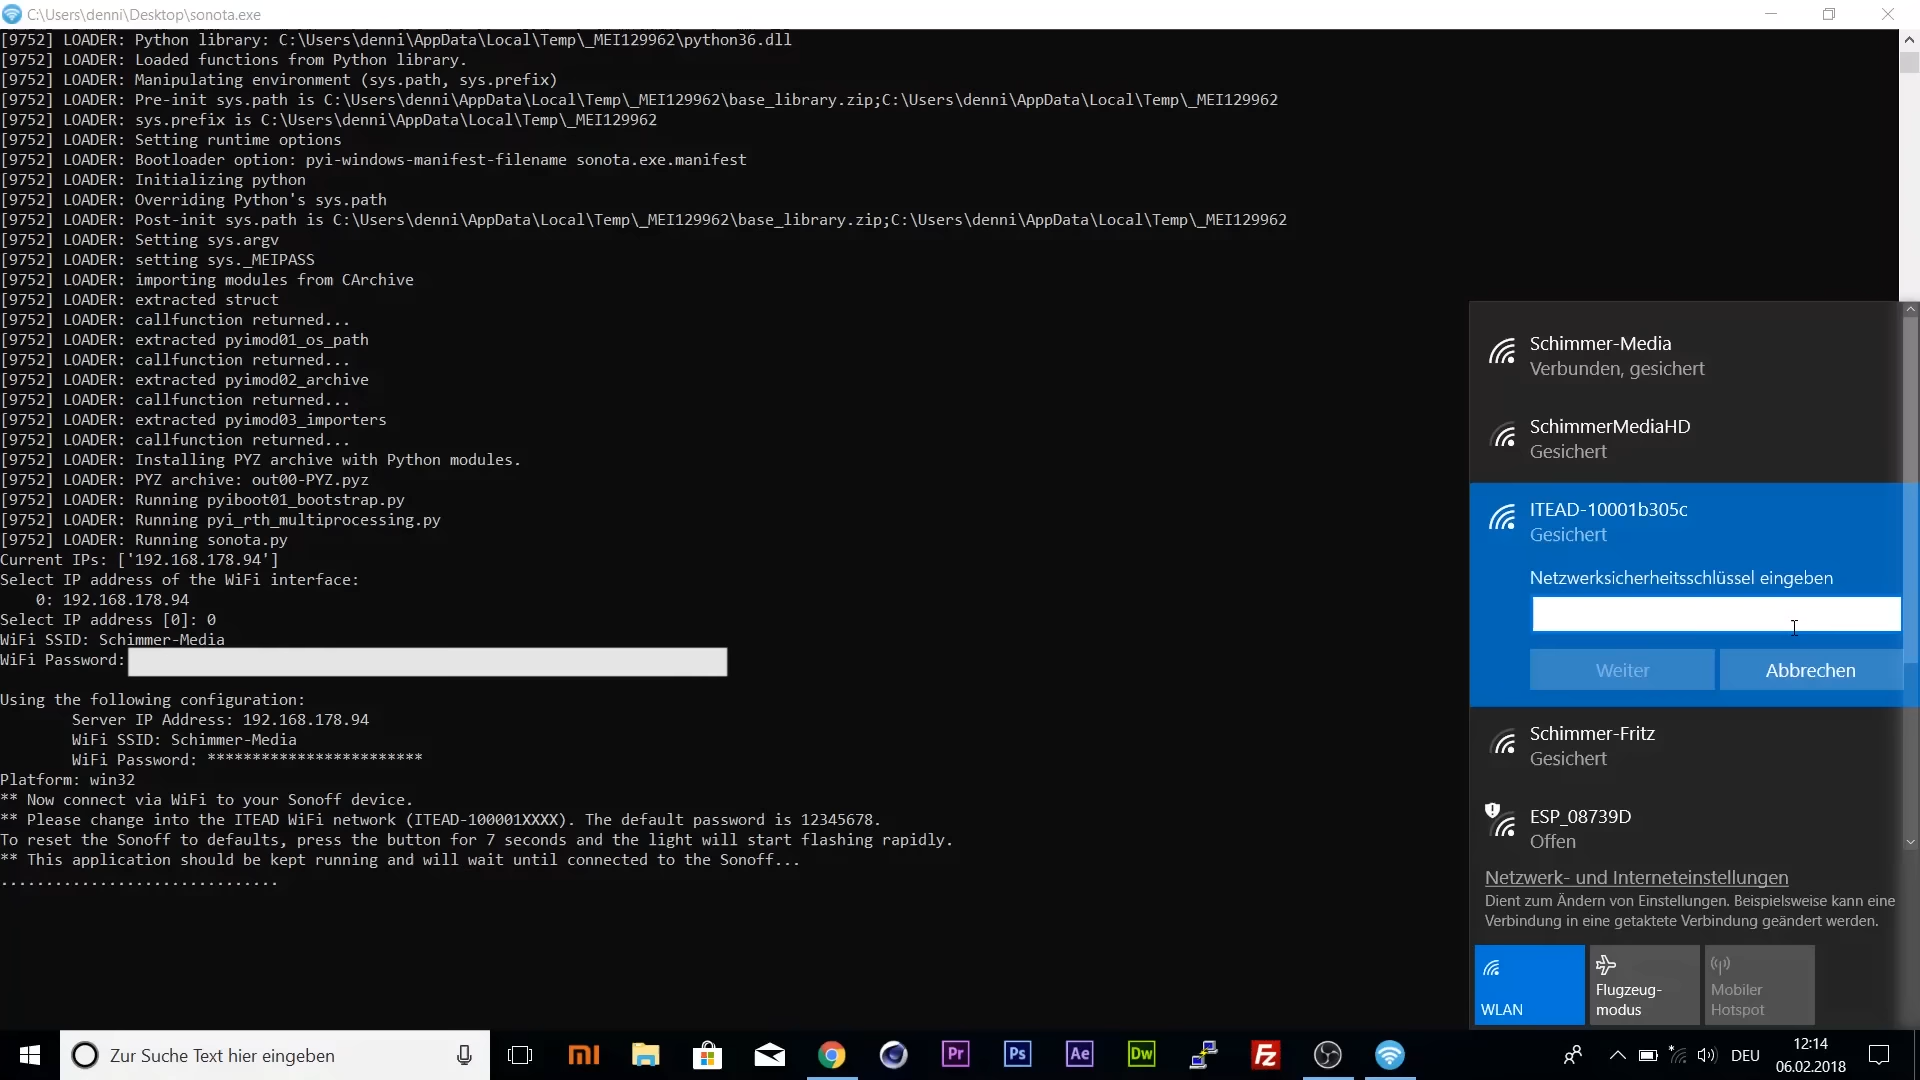 C:\Users\denni\Desktop\sonota.exe
[9752] LOADER: Python library: C:\Users\denni\AppData\Local\Temp\_MEI129962\python36.dll
[9752] LOADER: Loaded functions from Python library.
[9752] LOADER: Manipulating environment (sys.path, sys.prefix)
[9752] LOADER: Pre-init sys.path is C:\Users\denni\AppData\Local\Temp\_MEI129962\base_library.zip;C:\Users\denni\AppData\Local\Temp\_MEI129962
[9752] LOADER: sys.prefix is C:\Users\denni\AppData\Local\Temp\_MEI129962
[9752] LOADER: Setting runtime options
[9752] LOADER: Bootloader option: pyi-windows-manifest-filename sonota.exe.manifest
[9752] LOADER: Initializing python
[9752] LOADER: Overriding Python's sys.path
[9752] LOADER: Post-init sys.path is C:\Users\denni\AppData\Local\Temp\_MEI129962\base_library.zip;C:\Users\denni\AppData\Local\Temp\_MEI129962
[9752] LOADER: Setting sys.argv
[9752] LOADER: setting sys._MEIPASS
[9752] LOADER: importing modules from CArchive
[9752] LOADER: extracted struct
[9752] LOADER: callfunction returned...
[9752] LOADER: extracted pyimod01_os_path
[9752] LOADER: callfunction returned...
[9752] LOADER: extracted pyimod02_archive
[9752] LOADER: callfunction returned...
[9752] LOADER: extracted pyimod03_importers
[9752] LOADER: callfunction returned...
[9752] LOADER: Installing PYZ archive with Python modules.
[9752] LOADER: PYZ archive: out00-PYZ.pyz
[9752] LOADER: Running pyiboot01_bootstrap.py
[9752] LOADER: Running pyi_rth_multiprocessing.py
[9752] LOADER: Running sonota.py
Current IPs: ['192.168.178.94']
Select IP address of the WiFi interface:
0: 192.168.178.94
Select IP address [0]: 0
WiFi SSID: Schimmer-Media
WiFi Password:
Using the following configuration:
Server IP Address: 192.168.178.94
WiFi SSID: Schimmer-Media
WiFi Password: ************************
Platform: win32
** Now connect via WiFi to your Sonoff device.
** Please change into the ITEAD WiFi network (ITEAD-100001XXXX). The default password is 12345678.
To reset the Sonoff to defaults, press the button for 7 seconds and the light will start flashing rapidly.
** This application should be kept running and will wait until connected to the Sonoff...
...............................
Schimmer-Media
Verbunden, gesichert
SchimmerMediaHD
Gesichert
ITEAD-10001b305c
Gesichert
Netzwerksicherheitsschlüssel eingeben
Weiter
Abbrechen
Schimmer-Fritz
Gesichert
ESP_08739D
Offen
Netzwerk- und Interneteinstellungen
Dient zum Ändern von Einstellungen. Beispielsweise kann eine
Verbindung in eine getaktete Verbindung geändert werden.
WLAN
Flugzeug-
modus
Mobiler
Hotspot
Zur Suche Text hier eingeben
Pr
Ps
Ae
Dw
Fz
DEU
12:14
06.02.2018